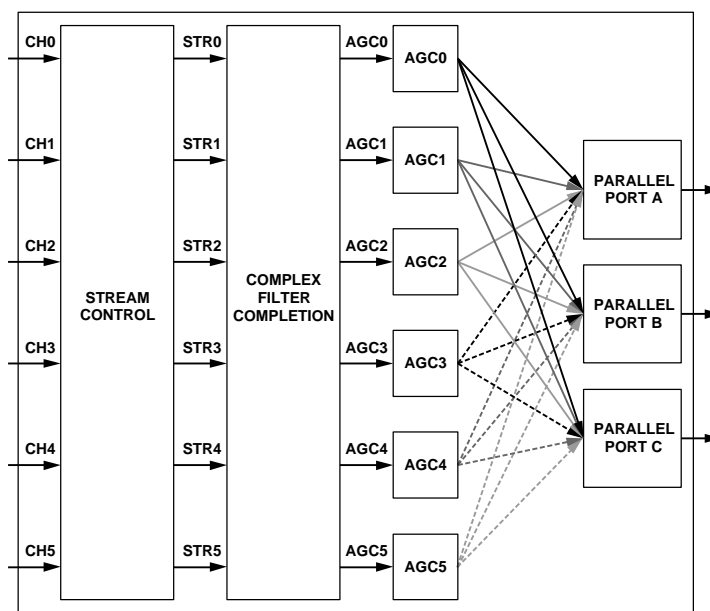 CH0
STR0
AGC0
AGC0
CH1
STR1
AGC1
AGC1
PARALLEL
PORT A
CH2
STR2
AGC2
AGC2
STREAM
CONTROL
COMPLEX
FILTER
COMPLETION
PARALLEL
PORT B
CH3
STR3
AGC3
AGC3
PARALLEL
PORT C
CH4
STR4
AGC4
AGC4
CH5
STR5
AGC5
AGC5